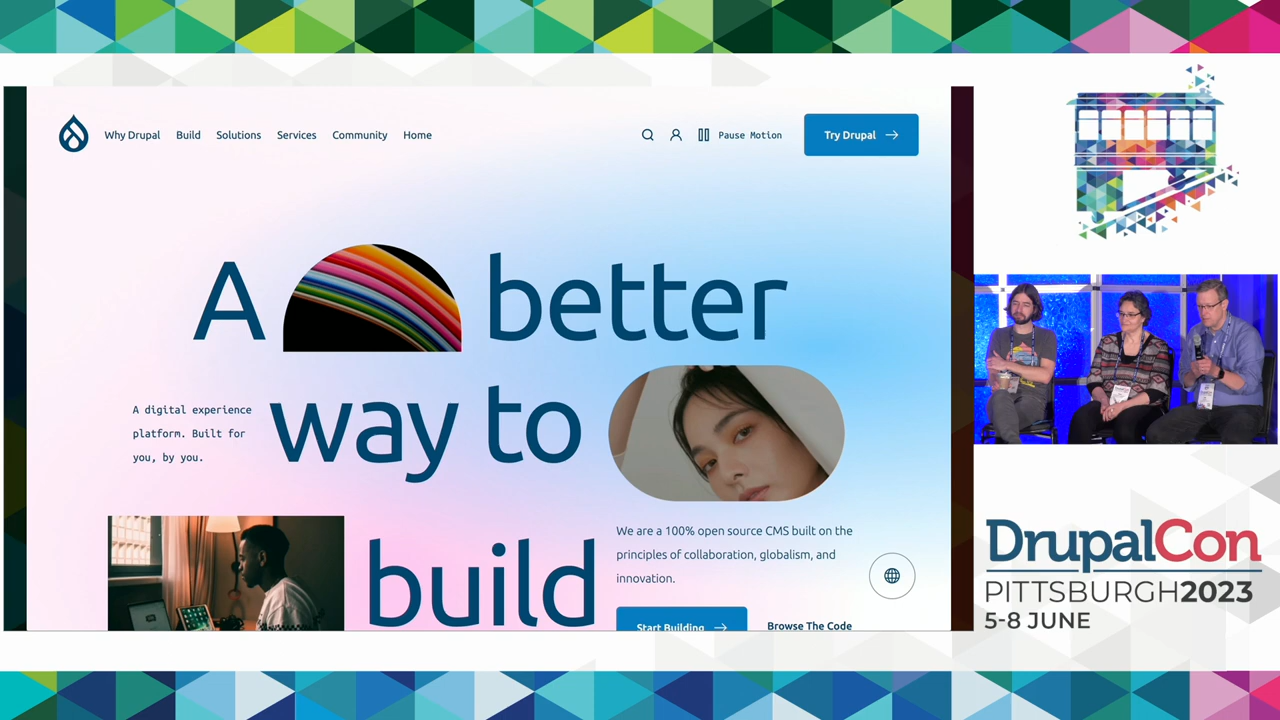 Why Drupal Build Solutions Services Community Home
Pause Motion
Try Drupal
A better
way to
build
A digital experience
platform. Built for
you, by you.
We are a 100% open source CMS built on the
principles of collaboration, globalism, and
innovation.
Start Building
Browse The Code
DrupalCon
PITTSBURGH2023
5-8 JUNE